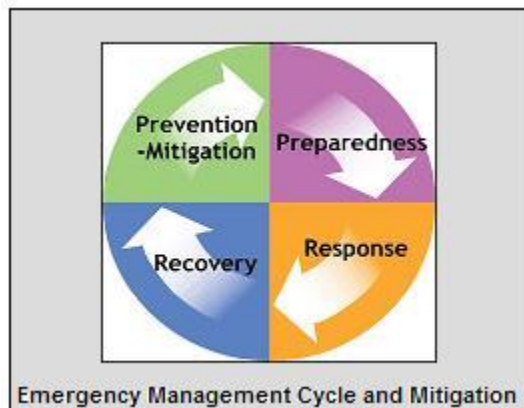 Prevention
-Mitigation
Preparedness
Recovery
Response
Emergency Management Cycle and Mitigation